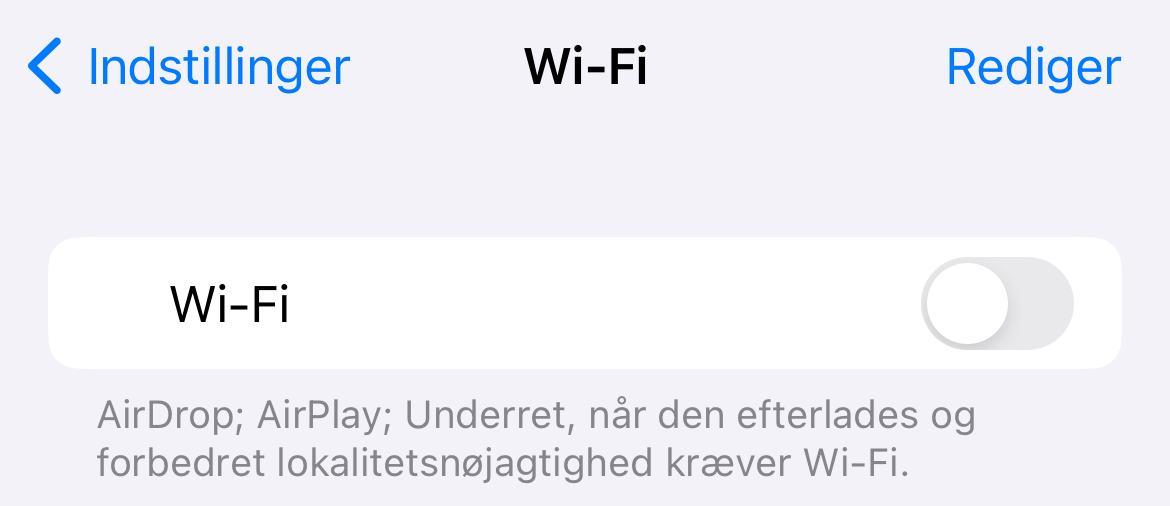 Indstillinger
Wi-Fi
Rediger
Wi-Fi
AirDrop; AirPlay; Underret, når den efterlades og
forbedret lokalitetsnøjagtighed kræver Wi-Fi.